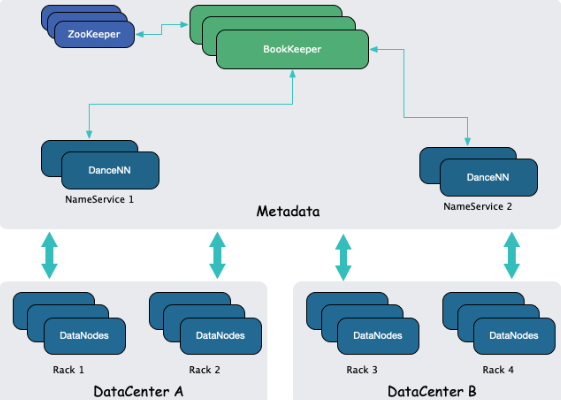 ZooKeeper
BookKeeper
DanceNN
NameService 1
DanceNN
NameService 2
Metadata
DataNodes
DataNodes
DataNodes
DataNodes
Rack 1
Rack 2
Rack 3
Rack 4
DataCenter A
DataCenter B